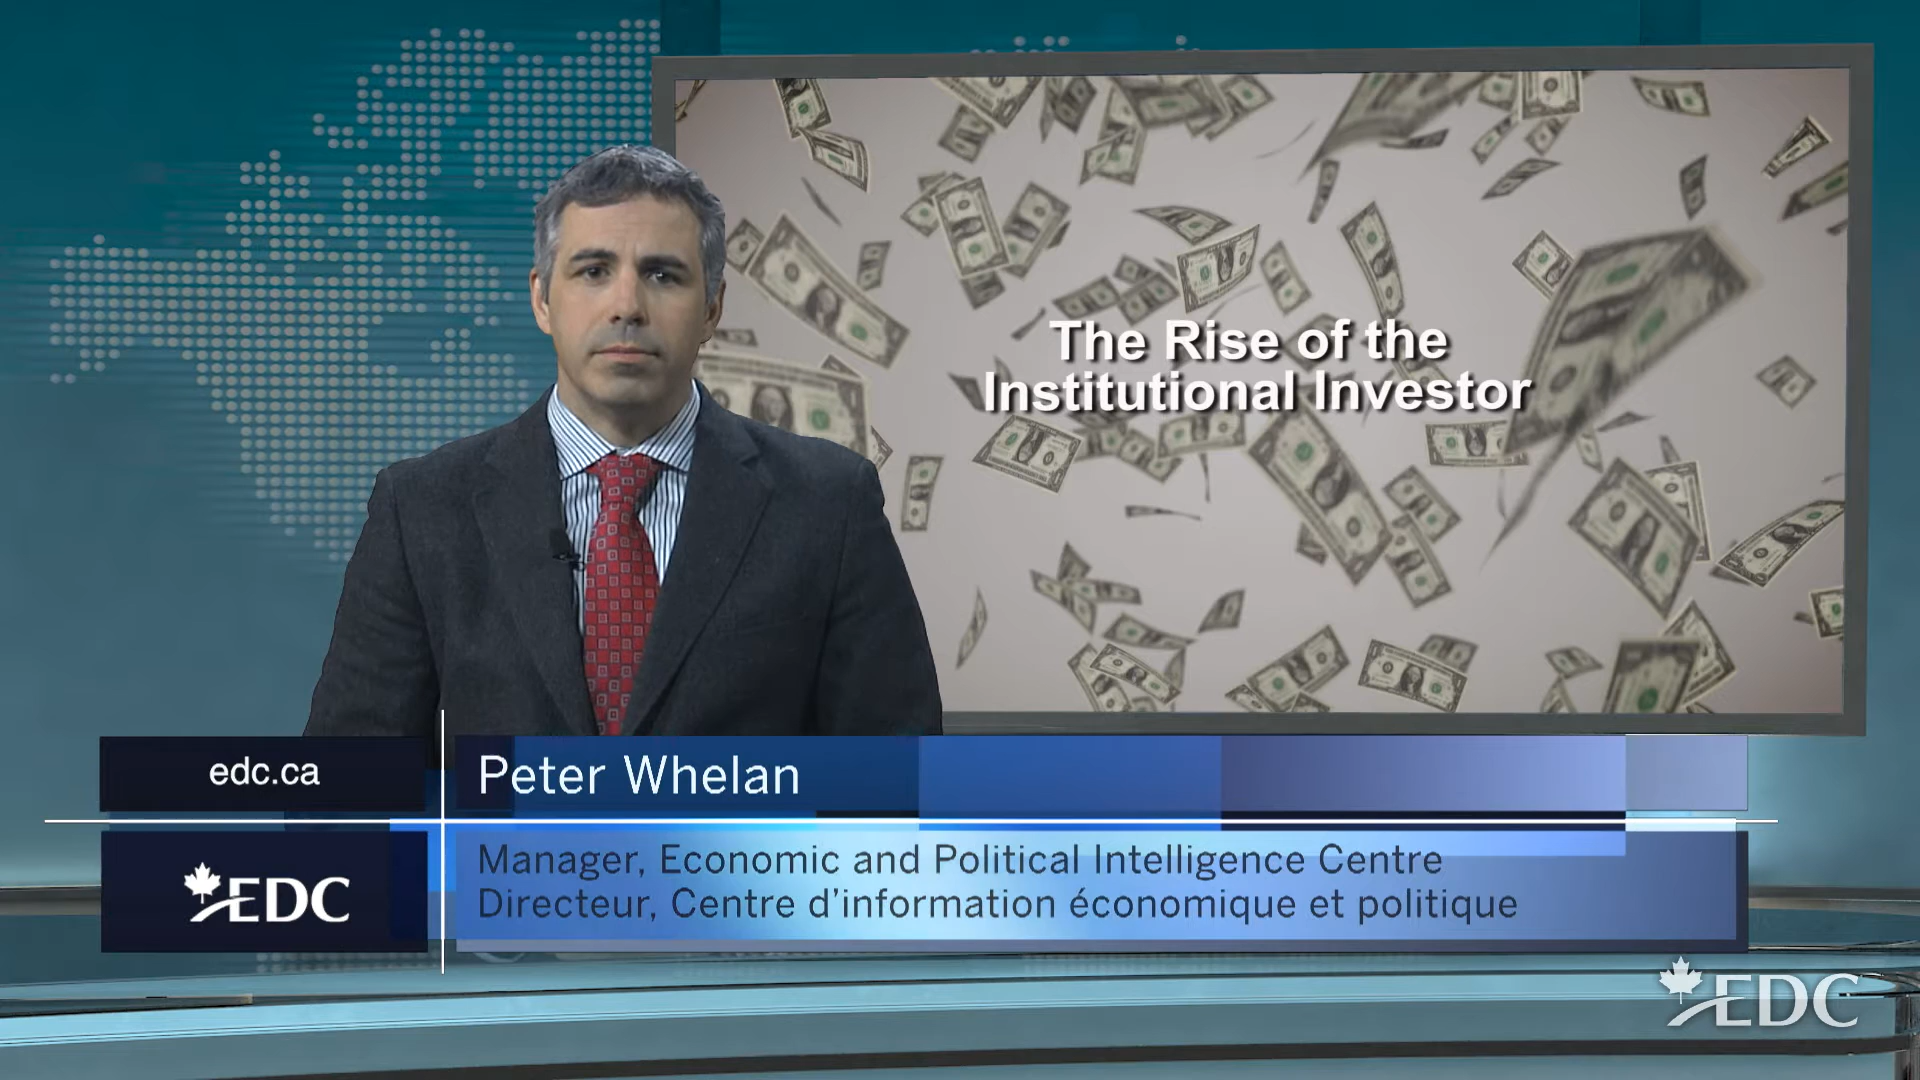 The Rise of the
Institutional Investor
edc.ca
Peter Whelan
EDC
Manager, Economic and Political Intelligence Centre
Directeur, Centre d'information économique et politique
EDC